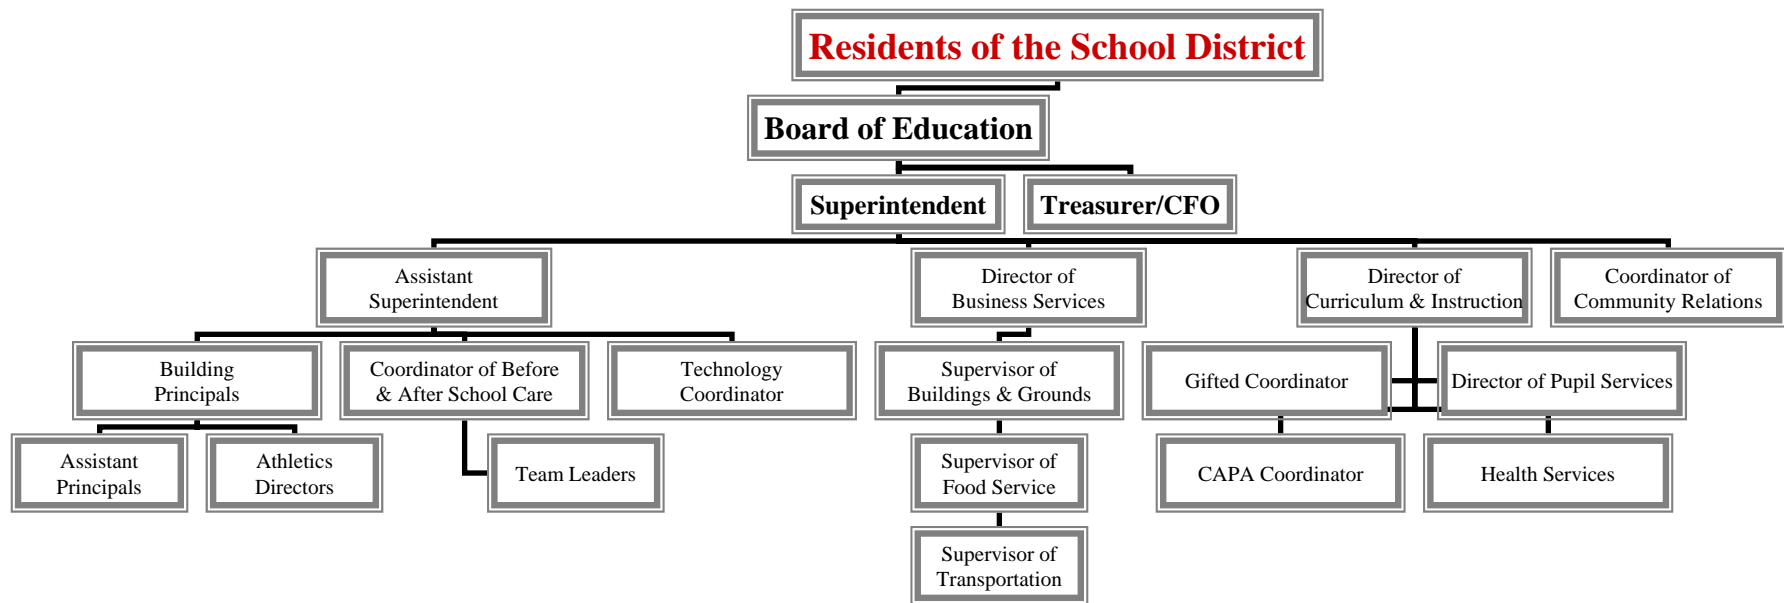 Residents of the School District
Board of Education
Superintendent
Treasurer/CFO
Assistant
Superintendent
Director of
Business Services
Director of
Curriculum & Instruction
Coordinator of
Community Relations
Building
Principals
Coordinator of Before
& After School Care
Technology
Coordinator
Supervisor of
Buildings & Grounds
Gifted Coordinator
Director of Pupil Services
Assistant
Principals
Athletics
Directors
Team Leaders
Supervisor of
Food Service
CAPA Coordinator
Health Services
Supervisor of
Transportation